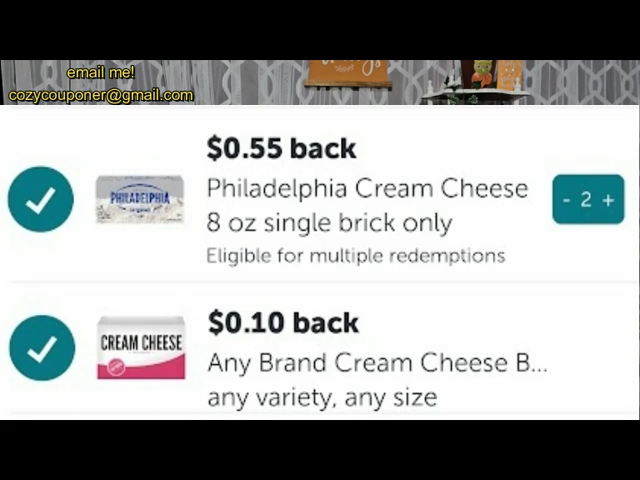 email me!
cozycouponer@gmail.com
$0.55 back
PHILADELPHIA
Philadelphia Cream Cheese
8 oz single brick only
- 2 +
Eligible for multiple redemptions
$0.10 back
CREAM CHEESE
Any Brand Cream Cheese B...
any variety, any size